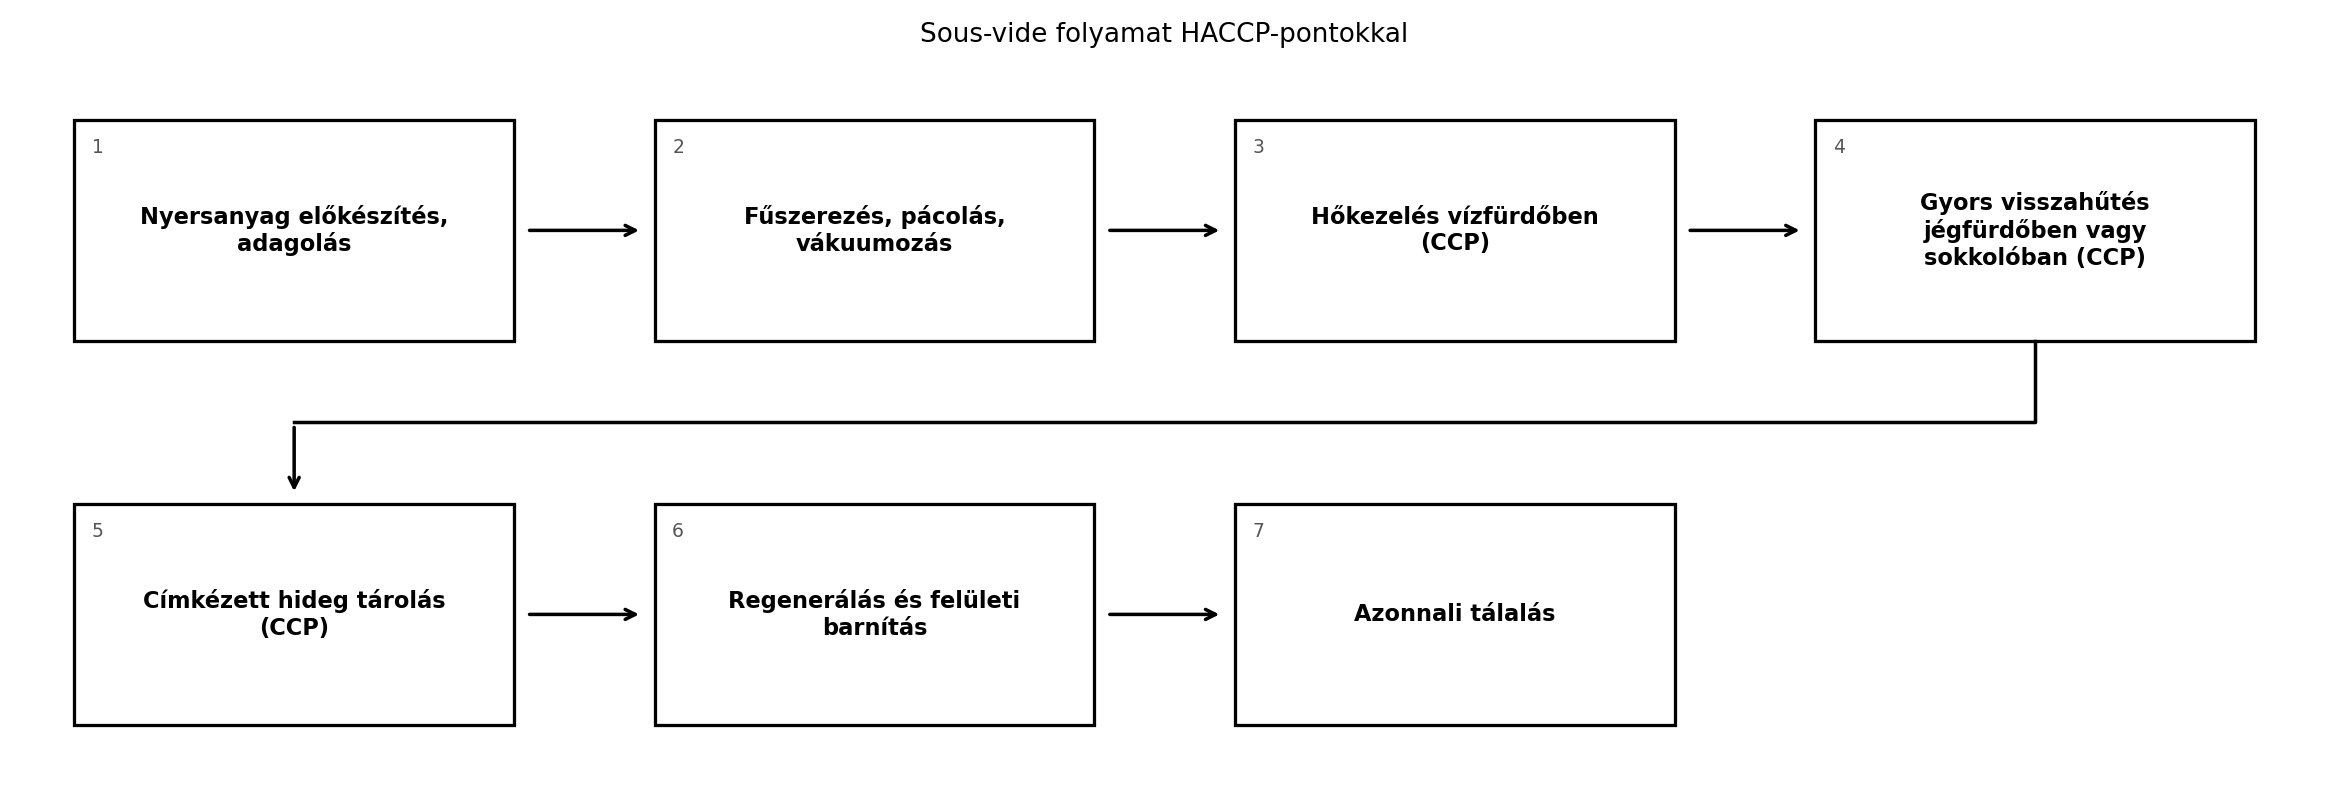 Sous-vide folyamat HACCP-pontokkal
1
Nyersanyag előkészítés,
adagolás
2
Fűszerezés, pácolás,
vákuumozás
3
Hőkezelés vízfürdőben
(CCP)
4
Gyors visszahűtés
jégfürdőben vagy
sokkolóban (CCP)
5
Címkézett hideg tárolás
(CCP)
6
Regenerálás és felületi
barnítás
7
Azonnali tálalás